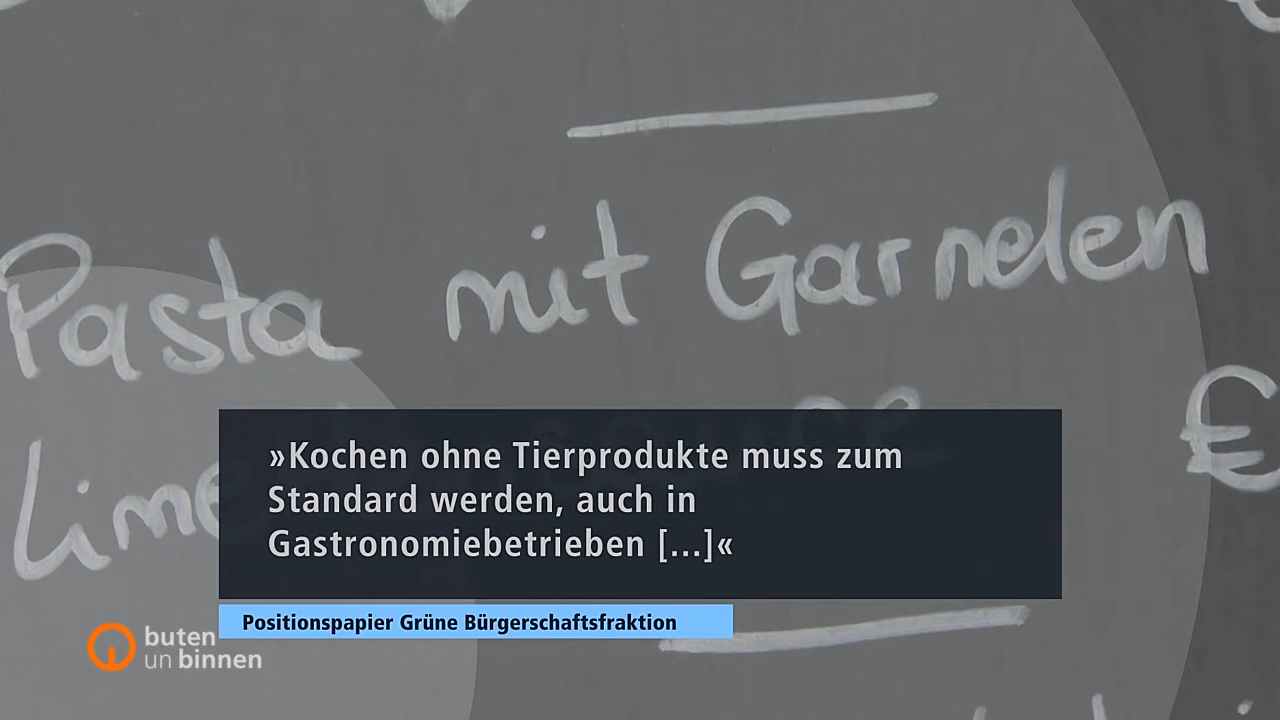 Pasta mit Garnelen
€
»Kochen ohne Tierprodukte muss zum
Standard werden, auch in
Gastronomiebetrieben [...]«
Positionspapier Grüne Bürgerschaftsfraktion
buten
un binnen